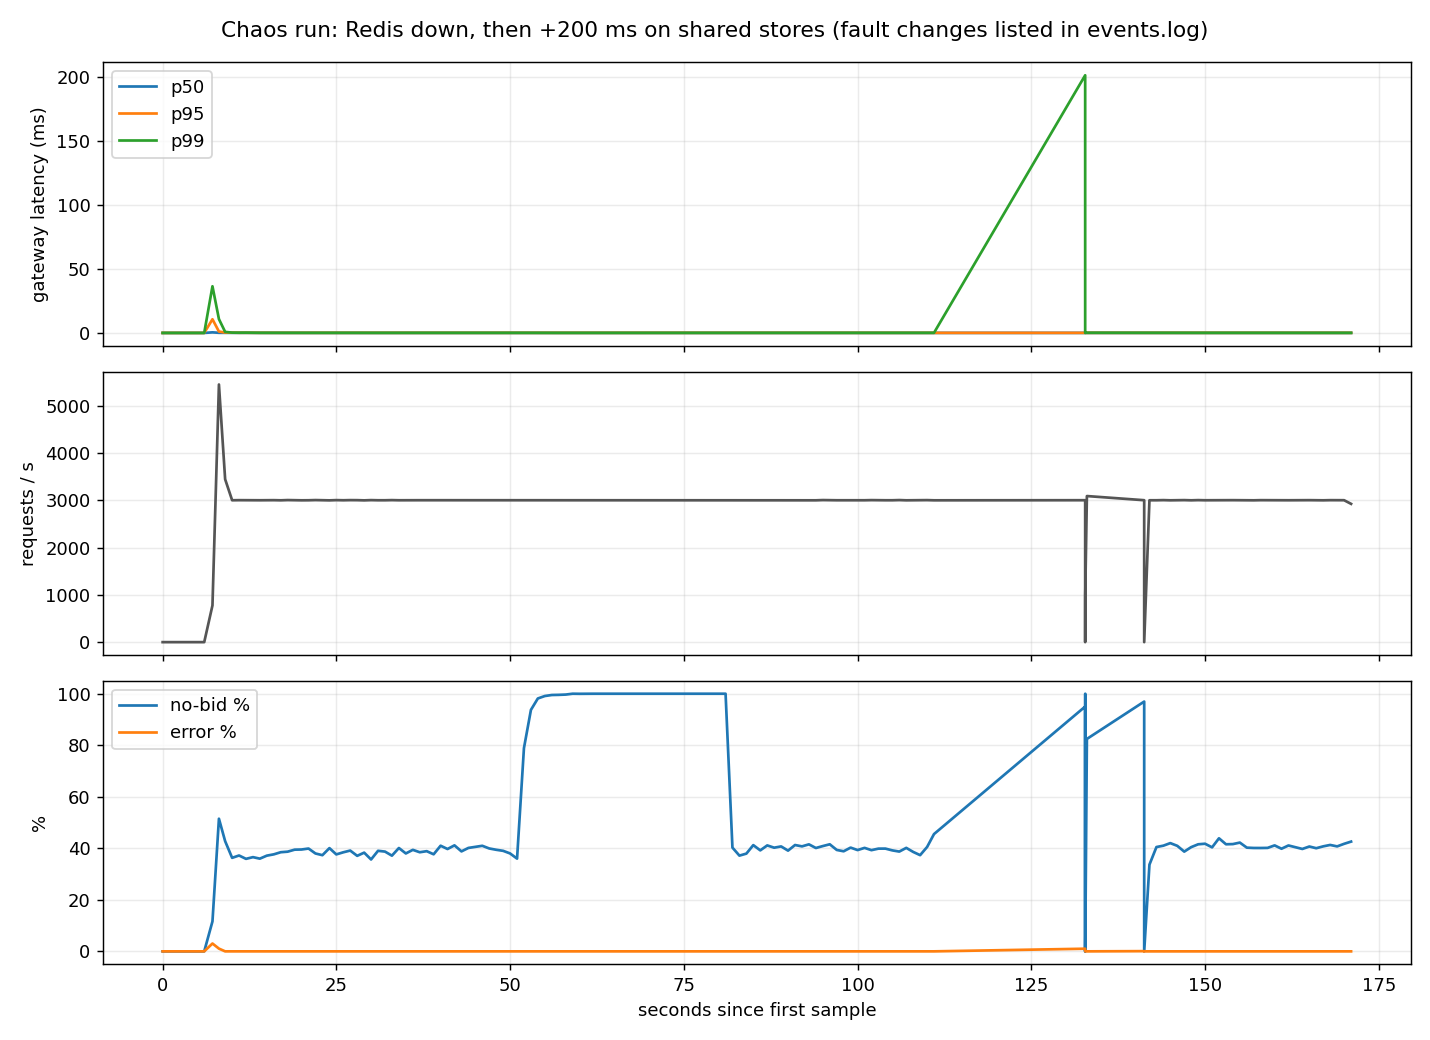 Chaos run: Redis down, then +200 ms on shared stores (fault changes listed in events.log)
gateway latency (ms)
200
150
100
50
0
p50
p95
p99
requests / s
5000
4000
3000
2000
1000
0
%
100
80
60
40
20
0
no-bid %
error %
0 25 50 75 100 125 150 175
seconds since first sample